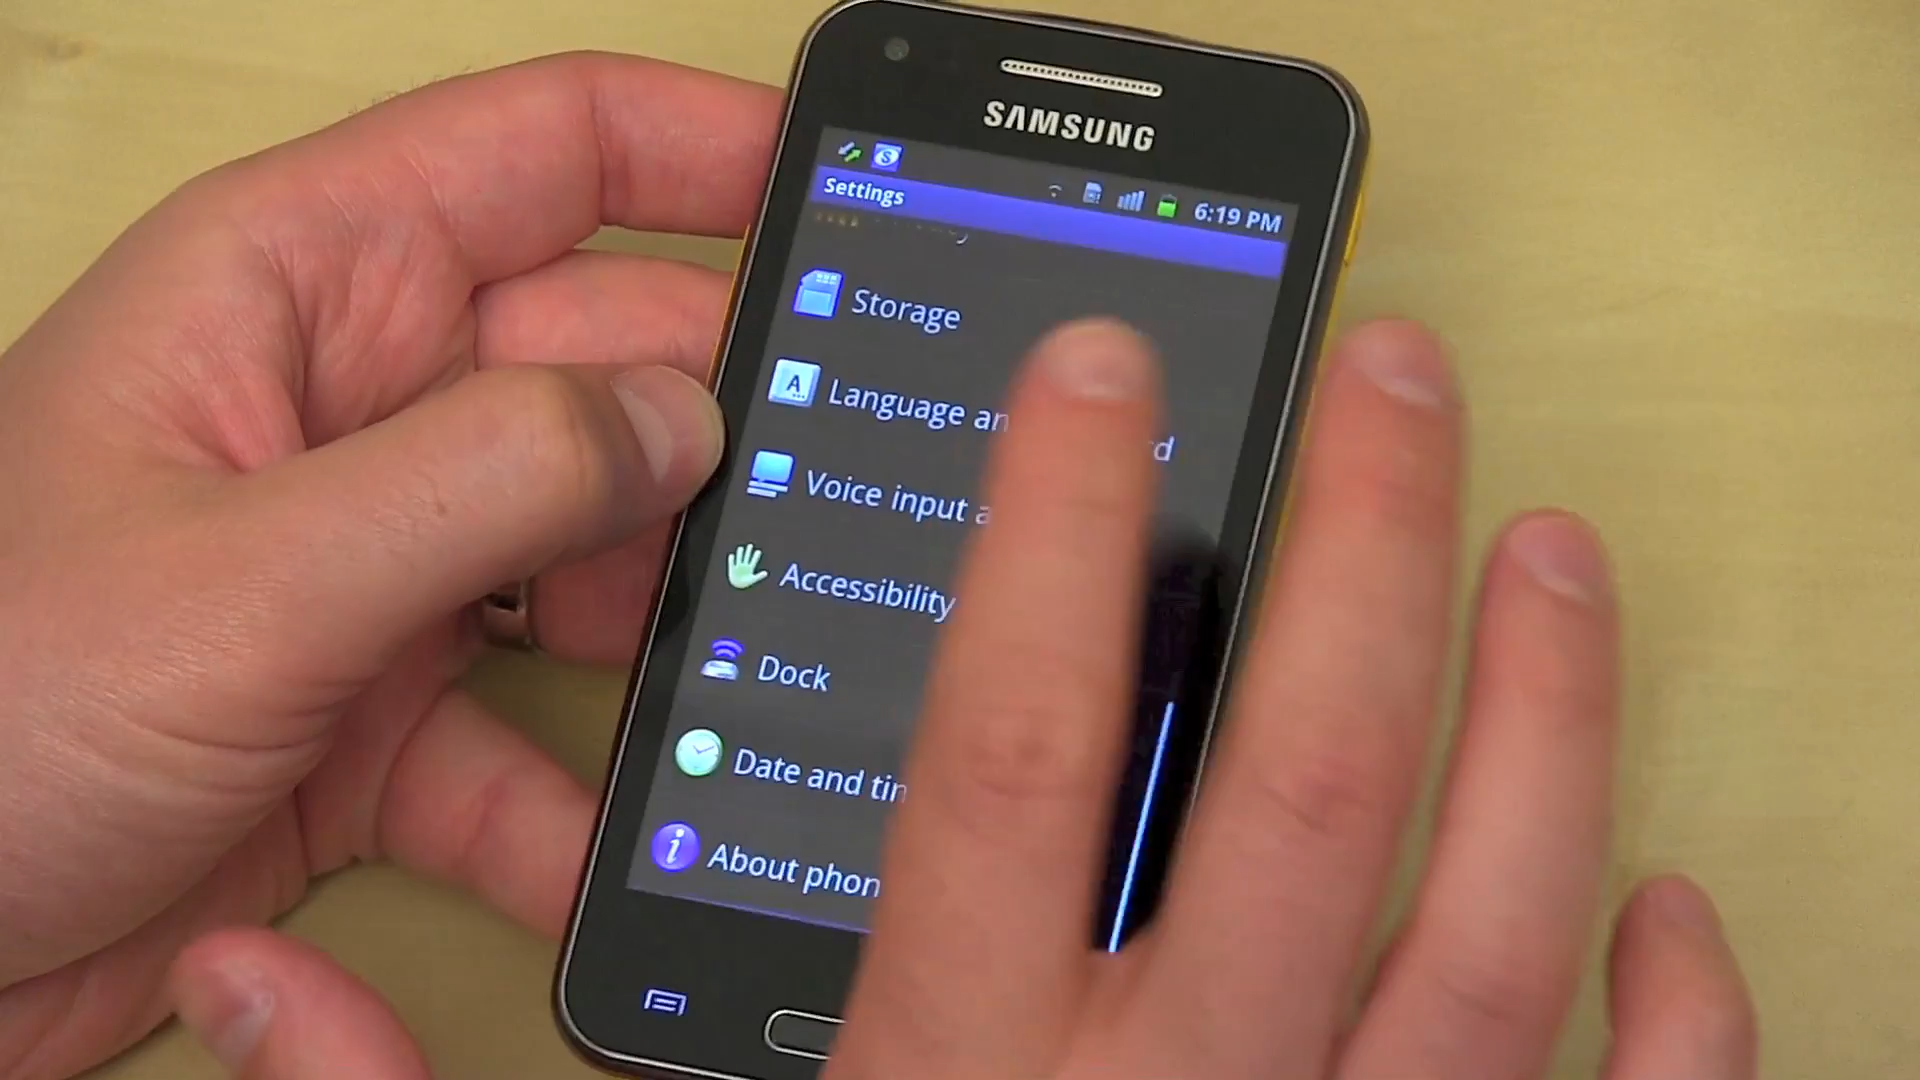 SAMSUNG
6:19 PM
Settings
Storage
Language an d
Voice input a
Accessibility
Dock
Date and tin
About phon